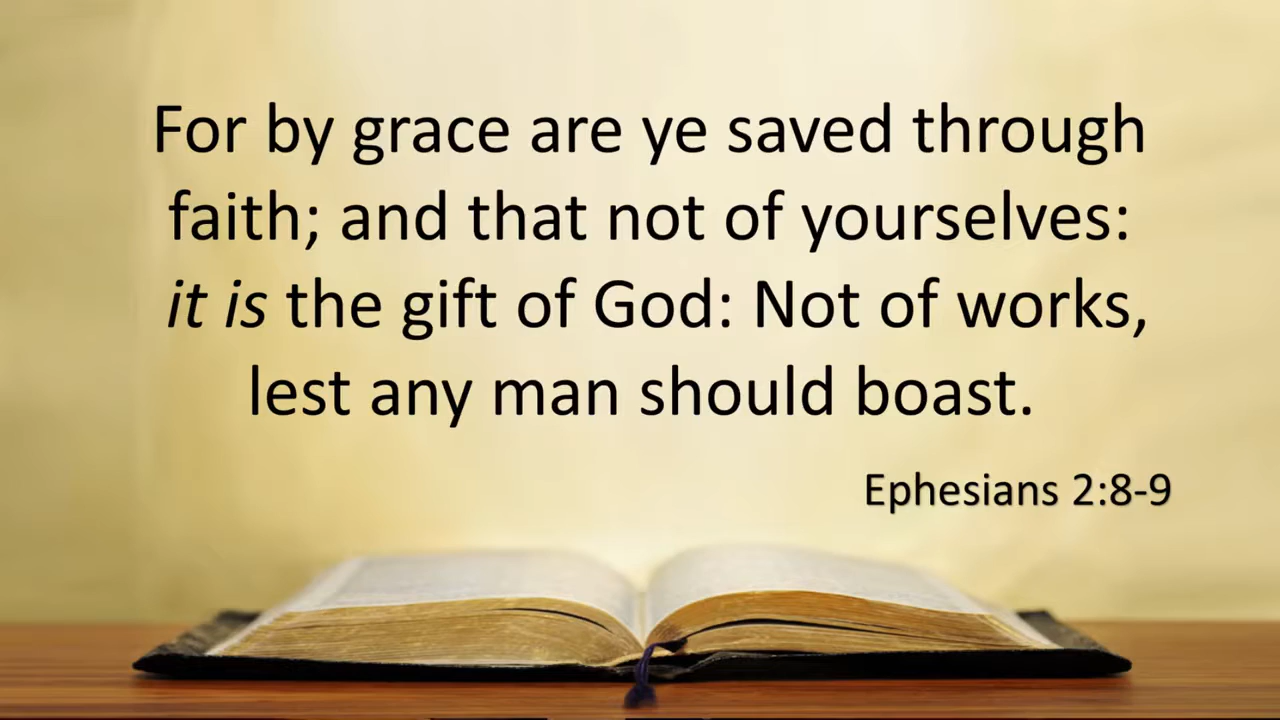 For by grace are ye saved through
faith; and that not of yourselves:
it is the gift of God: Not of works,
lest any man should boast.
Ephesians 2:8-9